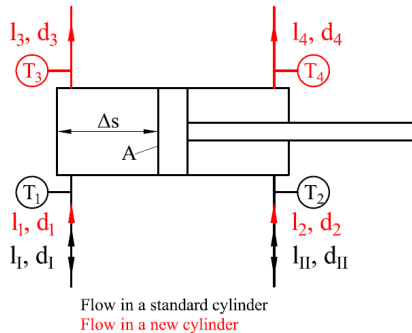 l3, d3
l4, d4
T3
T4
Δs
A
T1
T2
l1, d1
l2, d2
lI, dI
lII, dII
Flow in a standard cylinder
Flow in a new cylinder